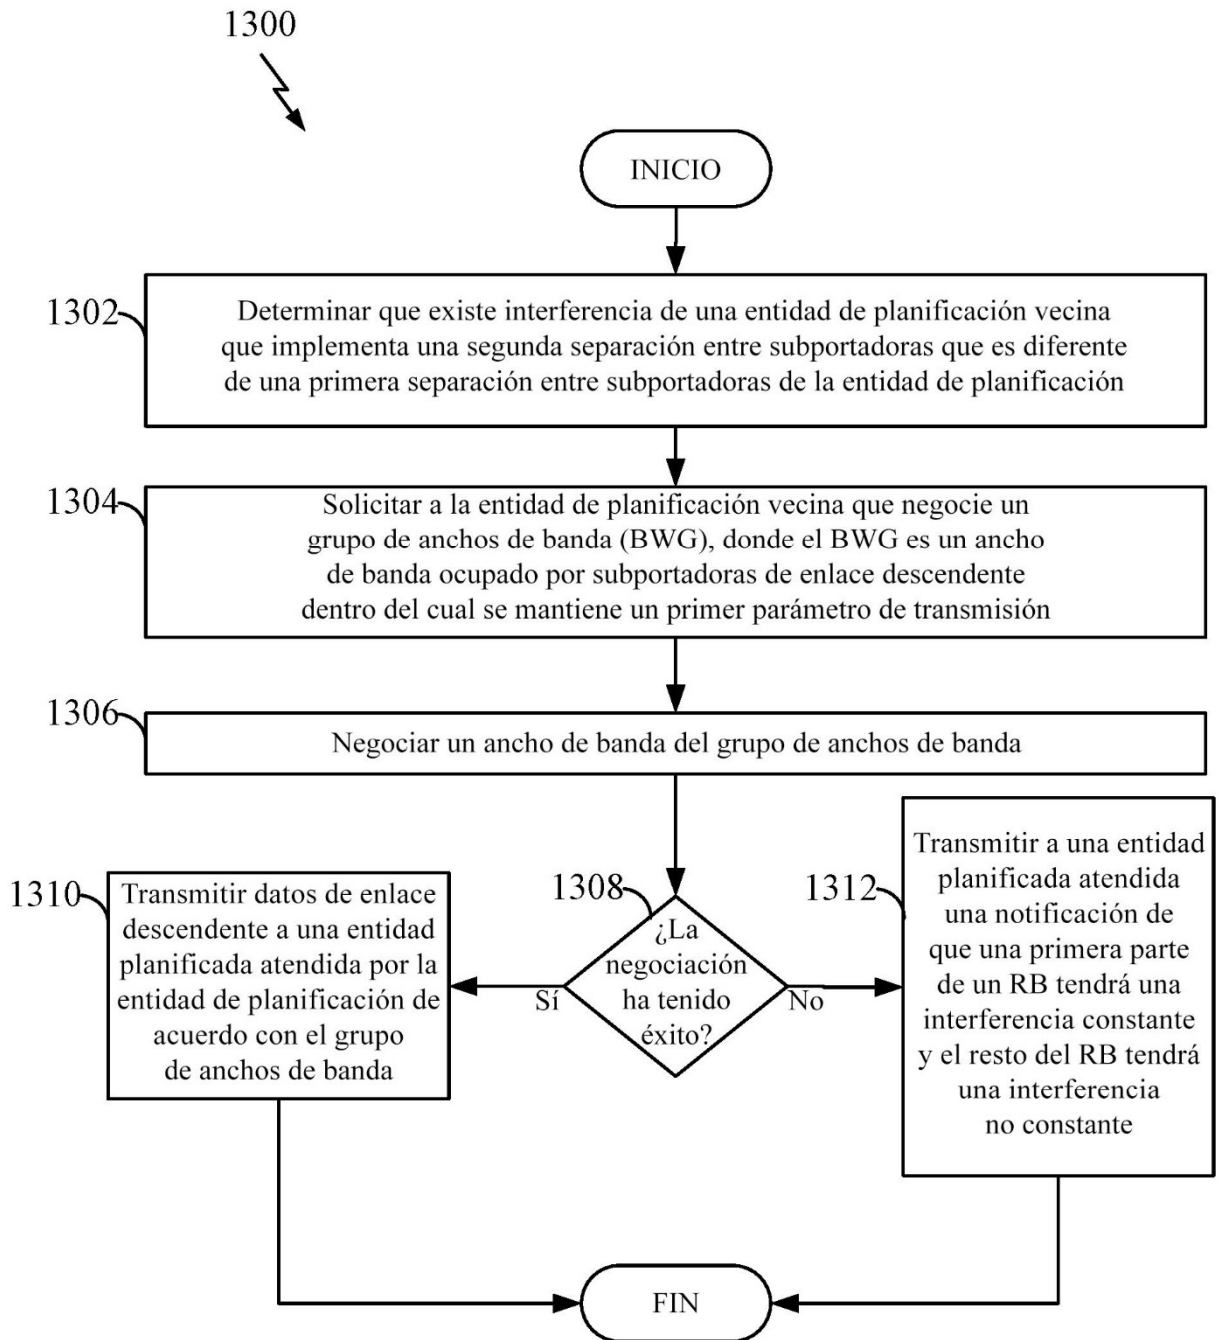 1300
INICIO
1302
Determinar que existe interferencia de una entidad de planificación vecina
que implementa una segunda separación entre subportadoras que es diferente
de una primera separación entre subportadoras de la entidad de planificación
1304
Solicitar a la entidad de planificación vecina que negocie un
grupo de anchos de banda (BWG), donde el BWG es un ancho
de banda ocupado por subportadoras de enlace descendente
dentro del cual se mantiene un primer parámetro de transmisión
1306
Negociar un ancho de banda del grupo de anchos de banda
1310
Transmitir datos de enlace
descendente a una entidad
planificada atendida por la
entidad de planificación de
acuerdo con el grupo
de anchos de banda
1308
¿La
negociación
ha tenido
éxito?
Sí
No
1312
Transmitir a una entidad
planificada atendida
una notificación de
que una primera parte
de un RB tendrá una
interferencia constante
y el resto del RB tendrá
una interferencia
no constante
FIN